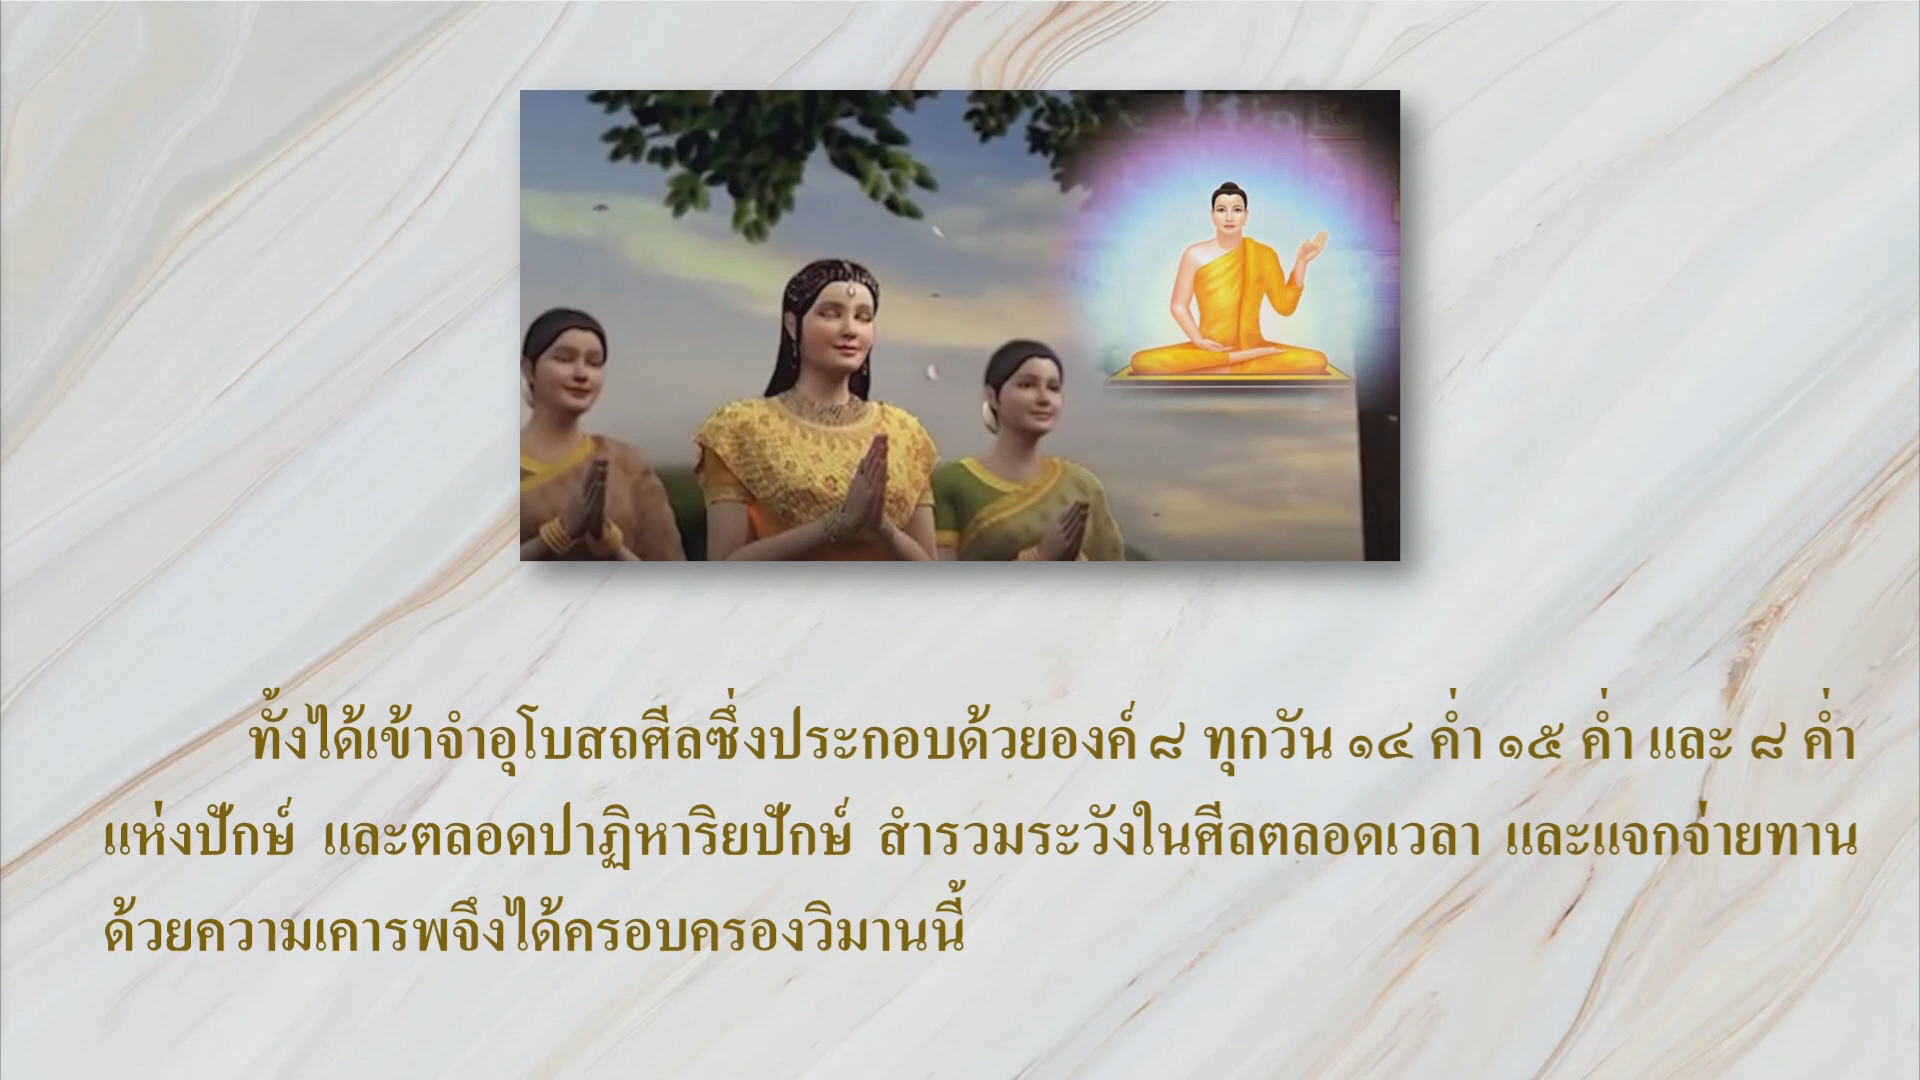 ทั้งได้เข้าจำอุโบสถศีลซึ่งประกอบด้วยองค์ ๘ ทุกวัน ๑๔ ค่ำ ๑๕ ค่ำ และ ๘ ค่ำ
แห่งปักษ์ และตลอดปาฏิหาริยปักษ์ สำรวมระวังในศีลตลอดเวลา และแจกจ่ายทาน
ด้วยความเคารพจึงได้ครอบครองวิมานนี้